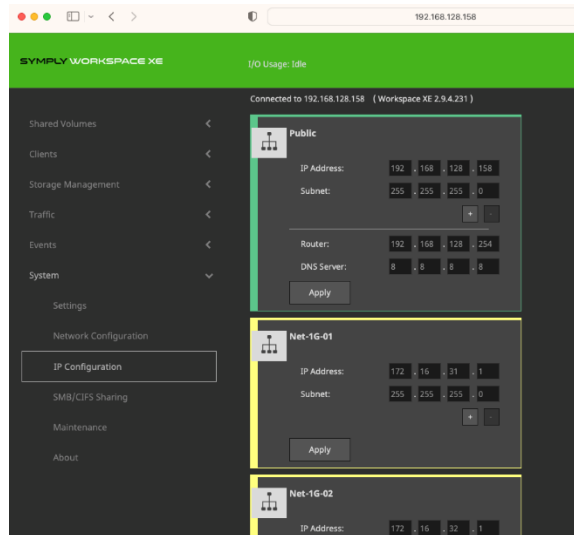 192.168.128.158
SYMPLY WORKSPACE XE
I/O Usage: Idle
Connected to 192.168.128.158 ( Workspace XE 2.9.4.231 )
Shared Volumes
Clients
Storage Management
Traffic
Events
System
Settings
Network Configuration
IP Configuration
SMB/CIFS Sharing
Maintenance
About
Public
IP Address: 192 . 168 . 128 . 158
Subnet: 255 . 255 . 255 . 0
+ -
Router: 192 . 168 . 128 . 254
DNS Server: 8 . 8 . 8 . 8
Apply
Net-1G-01
IP Address: 172 . 16 . 31 . 1
Subnet: 255 . 255 . 255 . 0
+ -
Apply
Net-1G-02
IP Address: 172 . 16 . 32 . 1